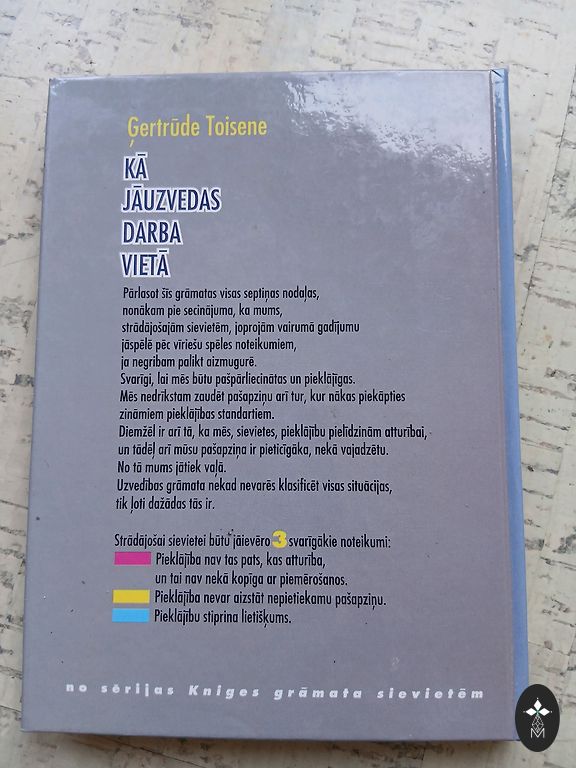 Ģertrūde Toisene
KĀ
JĀUZVEDAS
DARBA
VIETĀ
Pārlasot šīs grāmatas visas septiņas nodaļas,
nonākam pie secinājuma, ka mums,
strādājošajām sievietēm, joprojām vairumā gadījumu
jāspēlē pēc vīriešu spēles noteikumiem,
ja negribam palikt aizmugurē.
Svarīgi, lai mēs būtu pašpārliecinātas un pieklājīgas.
Mēs nedrīkstam zaudēt pašapziņu arī tur, kur nākas piekāpties
zināmiem pieklājības standartiem.
Diemžēl ir arī tā, ka mēs, sievietes, pieklājību pielīdzinām atturībai,
un tādēļ arī mūsu pašapziņa ir pieticīgāka, nekā vajadzētu.
No tā mums jātiek vaļā.
Uzvedības grāmata nekad nevarēs klasificēt visas situācijas,
tik ļoti dažādas tās ir.
Strādājošai sievietei būtu jāievēro 3 svarīgākie noteikumi:
Pieklājība nav tas pats, kas atturība,
un tai nav nekā kopīga ar piemērošanos.
Pieklājība nevar aizstāt nepietiekamu pašapziņu.
Pieklājību stiprina lietišķums.
no sērijas Kniges grāmata sievietēm
M